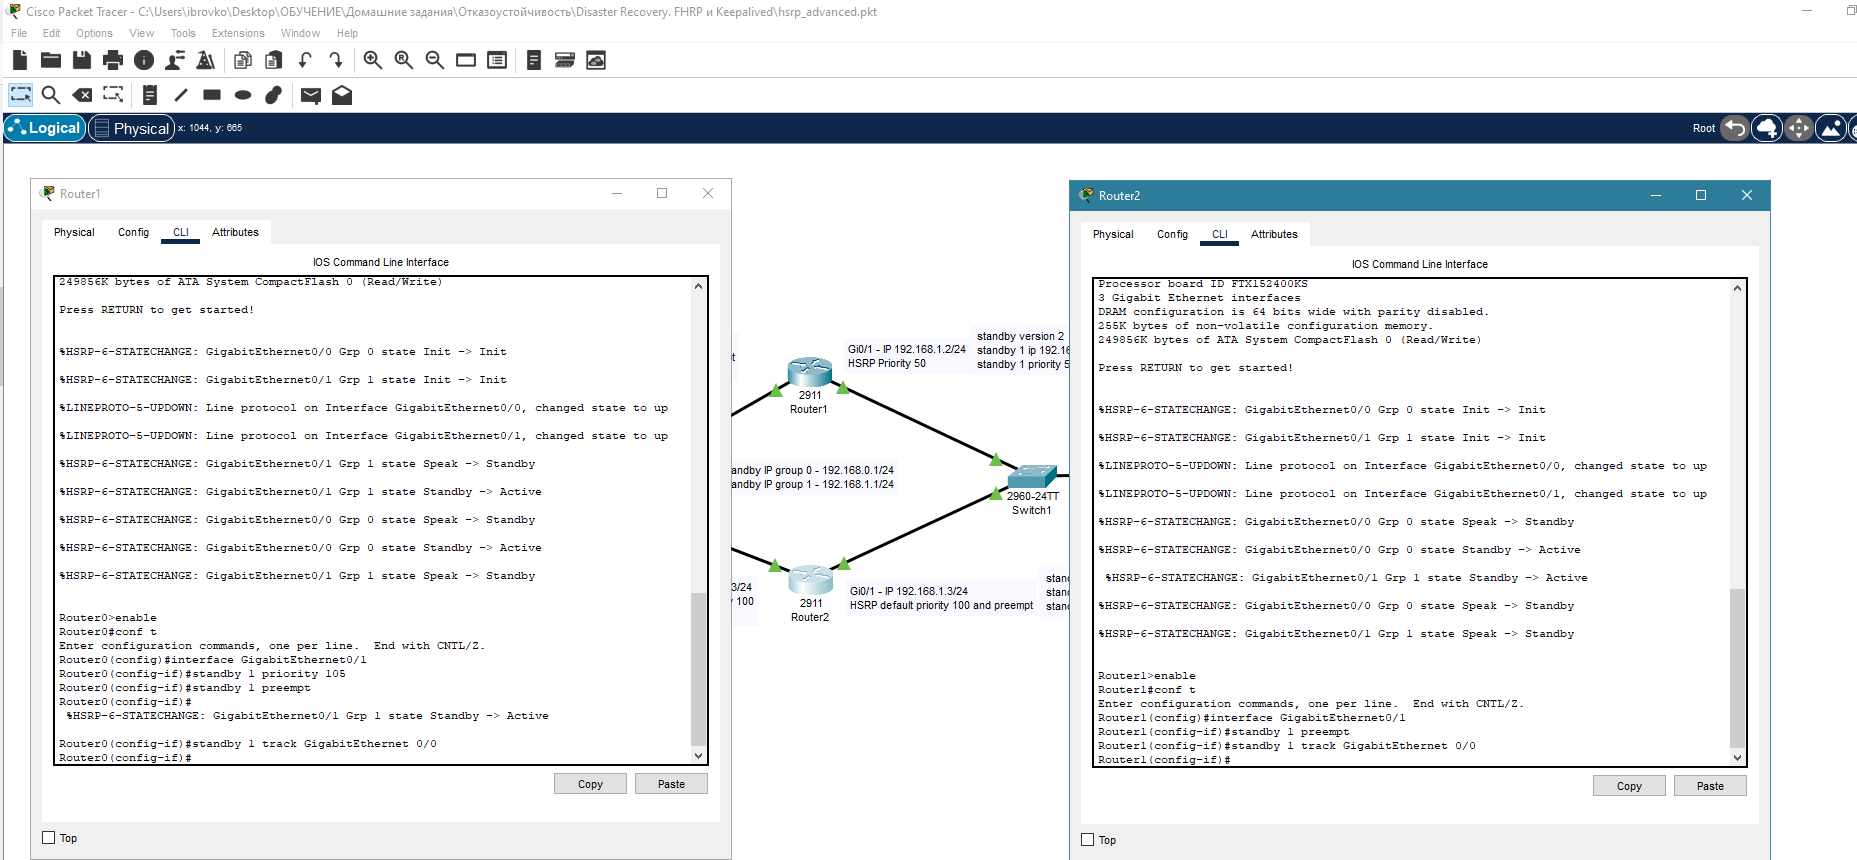 Cisco Packet Tracer - C:\Users\ibrovko\Desktop\ОБУЧЕНИЕ\Домашние задания\Отказоустойчивость\Disaster Recovery. FHRP и Keepalived\hsrp_advanced.pkt
File Edit Options View Tools Extensions Window Help
Logical Physical x: 1044, y: 665 Root
Router1
Physical Config CLI Attributes
IOS Command Line Interface
249856K bytes of ATA System CompactFlash 0 (Read/Write)
Press RETURN to get started!
%HSRP-6-STATECHANGE: GigabitEthernet0/0 Grp 0 state Init -> Init
%HSRP-6-STATECHANGE: GigabitEthernet0/1 Grp 1 state Init -> Init
%LINEPROTO-5-UPDOWN: Line protocol on Interface GigabitEthernet0/0, changed state to up
%LINEPROTO-5-UPDOWN: Line protocol on Interface GigabitEthernet0/1, changed state to up
%HSRP-6-STATECHANGE: GigabitEthernet0/1 Grp 1 state Speak -> Standby
%HSRP-6-STATECHANGE: GigabitEthernet0/1 Grp 1 state Standby -> Active
%HSRP-6-STATECHANGE: GigabitEthernet0/0 Grp 0 state Speak -> Standby
%HSRP-6-STATECHANGE: GigabitEthernet0/0 Grp 0 state Standby -> Active
%HSRP-6-STATECHANGE: GigabitEthernet0/1 Grp 1 state Speak -> Standby
Router0>enable
Router0#conf t
Enter configuration commands, one per line.  End with CNTL/Z.
Router0(config)#interface GigabitEthernet0/1
Router0(config-if)#standby 1 priority 105
Router0(config-if)#standby 1 preempt
Router0(config-if)#
%HSRP-6-STATECHANGE: GigabitEthernet0/1 Grp 1 state Standby -> Active
Router0(config-if)#standby 1 track GigabitEthernet 0/0
Router0(config-if)#
Copy Paste
Top
t
Gi0/1 - IP 192.168.1.2/24
HSRP Priority 50
standby version 2
standby 1 ip 192.16
standby 1 priority 5
2911
Router1
andby IP group 0 - 192.168.0.1/24
andby IP group 1 - 192.168.1.1/24
2960-24TT
Switch1
3/24
100
2911
Router2
Gi0/1 - IP 192.168.1.3/24
HSRP default priority 100 and preempt
stan
stan
stan
Router2
Physical Config CLI Attributes
IOS Command Line Interface
Processor board ID FTX152400KS
3 Gigabit Ethernet interfaces
DRAM configuration is 64 bits wide with parity disabled.
255K bytes of non-volatile configuration memory.
249856K bytes of ATA System CompactFlash 0 (Read/Write)
Press RETURN to get started!
%HSRP-6-STATECHANGE: GigabitEthernet0/0 Grp 0 state Init -> Init
%HSRP-6-STATECHANGE: GigabitEthernet0/1 Grp 1 state Init -> Init
%LINEPROTO-5-UPDOWN: Line protocol on Interface GigabitEthernet0/0, changed state to up
%LINEPROTO-5-UPDOWN: Line protocol on Interface GigabitEthernet0/1, changed state to up
%HSRP-6-STATECHANGE: GigabitEthernet0/0 Grp 0 state Speak -> Standby
%HSRP-6-STATECHANGE: GigabitEthernet0/0 Grp 0 state Standby -> Active
%HSRP-6-STATECHANGE: GigabitEthernet0/1 Grp 1 state Standby -> Active
%HSRP-6-STATECHANGE: GigabitEthernet0/0 Grp 0 state Speak -> Standby
%HSRP-6-STATECHANGE: GigabitEthernet0/1 Grp 1 state Speak -> Standby
Router1>enable
Router1#conf t
Enter configuration commands, one per line.  End with CNTL/Z.
Router1(config)#interface GigabitEthernet0/1
Router1(config-if)#standby 1 preempt
Router1(config-if)#standby 1 track GigabitEthernet 0/0
Router1(config-if)#
Copy Paste
Top